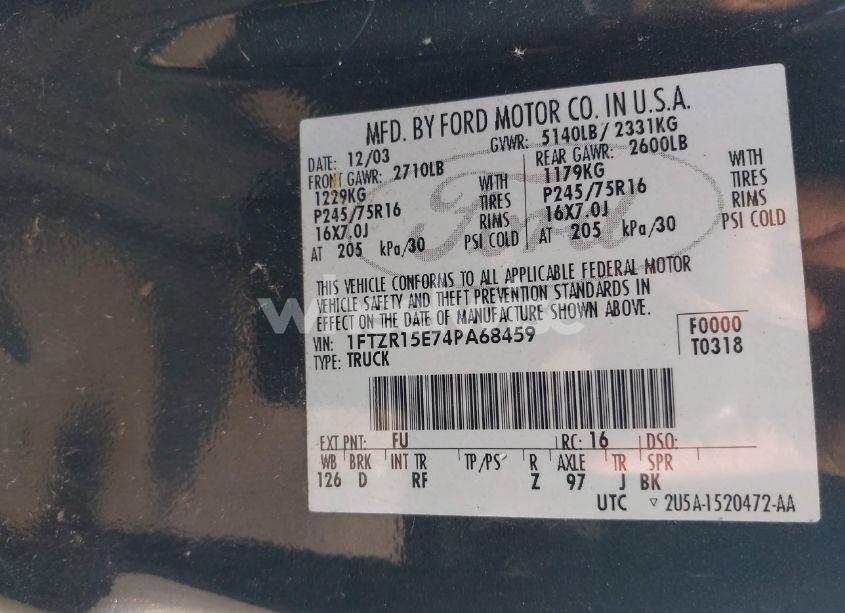 MFD. BY FORD MOTOR CO. IN U.S.A.
DATE: 12/03 GVWR: 5140LB / 2331KG
FRONT GAWR: 2710LB REAR GAWR: 2600LB
1229KG WITH 1179KG WITH
P245/75R16 TIRES P245/75R16 TIRES
16X7.0J RIMS 16X7.0J RIMS
AT 205 kPa/30 PSI COLD AT 205 kPa/30 PSI COLD
Ford
THIS VEHICLE CONFORMS TO ALL APPLICABLE FEDERAL MOTOR
VEHICLE SAFETY AND THEFT PREVENTION STANDARDS IN
EFFECT ON THE DATE OF MANUFACTURE SHOWN ABOVE.
VIN: 1FTZR15E74PA68459 F0000
TYPE: TRUCK T0318
EXT PNT: FU RC: 16 DSO:
WB BRK INT TR TP/PS R AXLE TR SPR
126 D RF Z 97 J BK
UTC ▽ 2U5A-1520472-AA